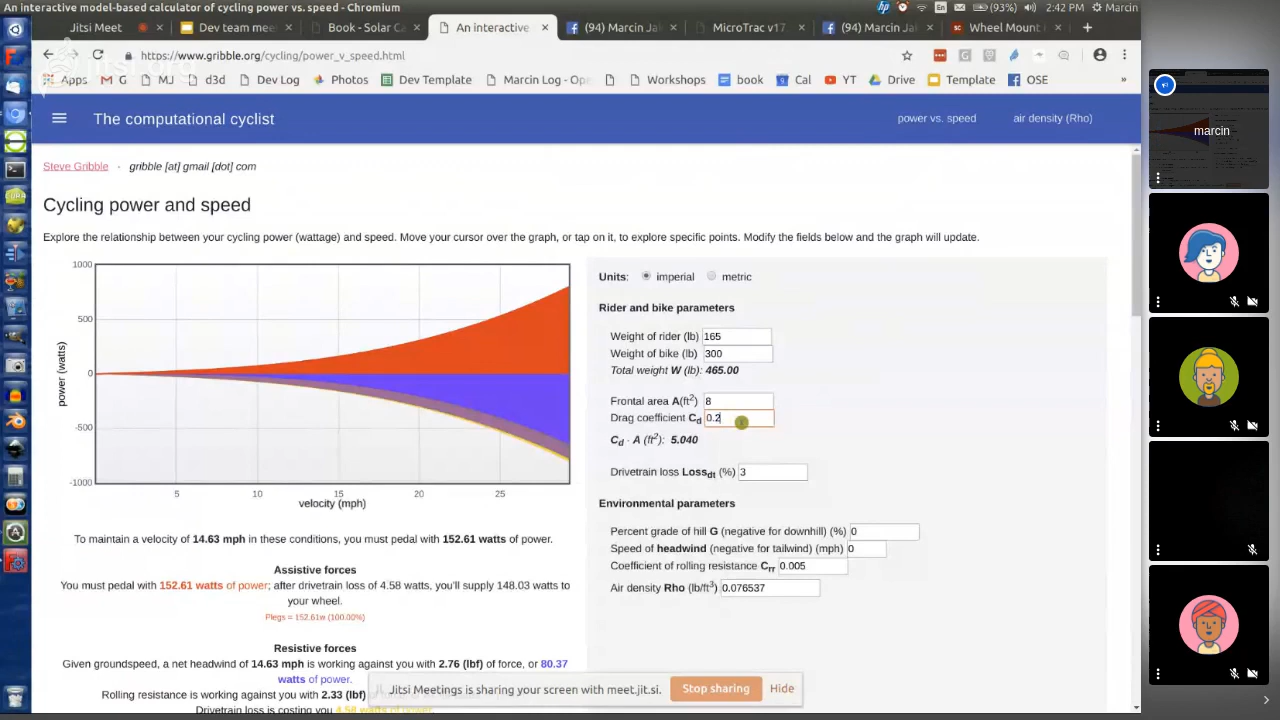 An interactive model-based calculator of cycling power vs. speed - Chromium
En
(93%)
2:42 PM
Marcin
Jitsi Meet
Dev team mee
Book - Solar C
An interactive
(94) Marcin Ja
MicroTrac v17
(94) Marcin Ja
Wheel Mount
https://www.gribble.org/cycling/power_v_speed.html
Apps
G
MJ
d3d
Dev Log
Photos
Dev Template
Marcin Log - Ope
Workshops
book
Cal
YT
Drive
Template
OSE
»
The computational cyclist
power vs. speed
air density (Rho)
Steve Gribble - gribble [at] gmail [dot] com
Cycling power and speed
Explore the relationship between your cycling power (wattage) and speed. Move your cursor over the graph, or tap on it, to explore specific points. Modify the fields below and the graph will update.
1000
500
0
-500
-1000
power (watts)
5 10 15 20 25
velocity (mph)
To maintain a velocity of 14.63 mph in these conditions, you must pedal with 152.61 watts of power.
Assistive forces
You must pedal with 152.61 watts of power; after drivetrain loss of 4.58 watts, you'll supply 148.03 watts to
your wheel.
Plegs = 152.61w (100.00%)
Resistive forces
Given groundspeed, a net headwind of 14.63 mph is working against you with 2.76 (lbf) of force, or 80.37
watts of power.
Rolling resistance is working against you with 2.33 (lbf)
Drivetrain loss is costing you 4.58 watts of power.
Units: imperial metric
Rider and bike parameters
Weight of rider (lb) 165
Weight of bike (lb) 300
Total weight W (lb): 465.00
Frontal area A(ft2) 8
Drag coefficient Cd 0.2
Cd · A (ft2): 5.040
Drivetrain loss Lossdt (%) 3
Environmental parameters
Percent grade of hill G (negative for downhill) (%) 0
Speed of headwind (negative for tailwind) (mph) 0
Coefficient of rolling resistance Crr 0.005
Air density Rho (lb/ft3) 0.076537
Jitsi Meetings is sharing your screen with meet.jit.si.
Stop sharing
Hide
marcin